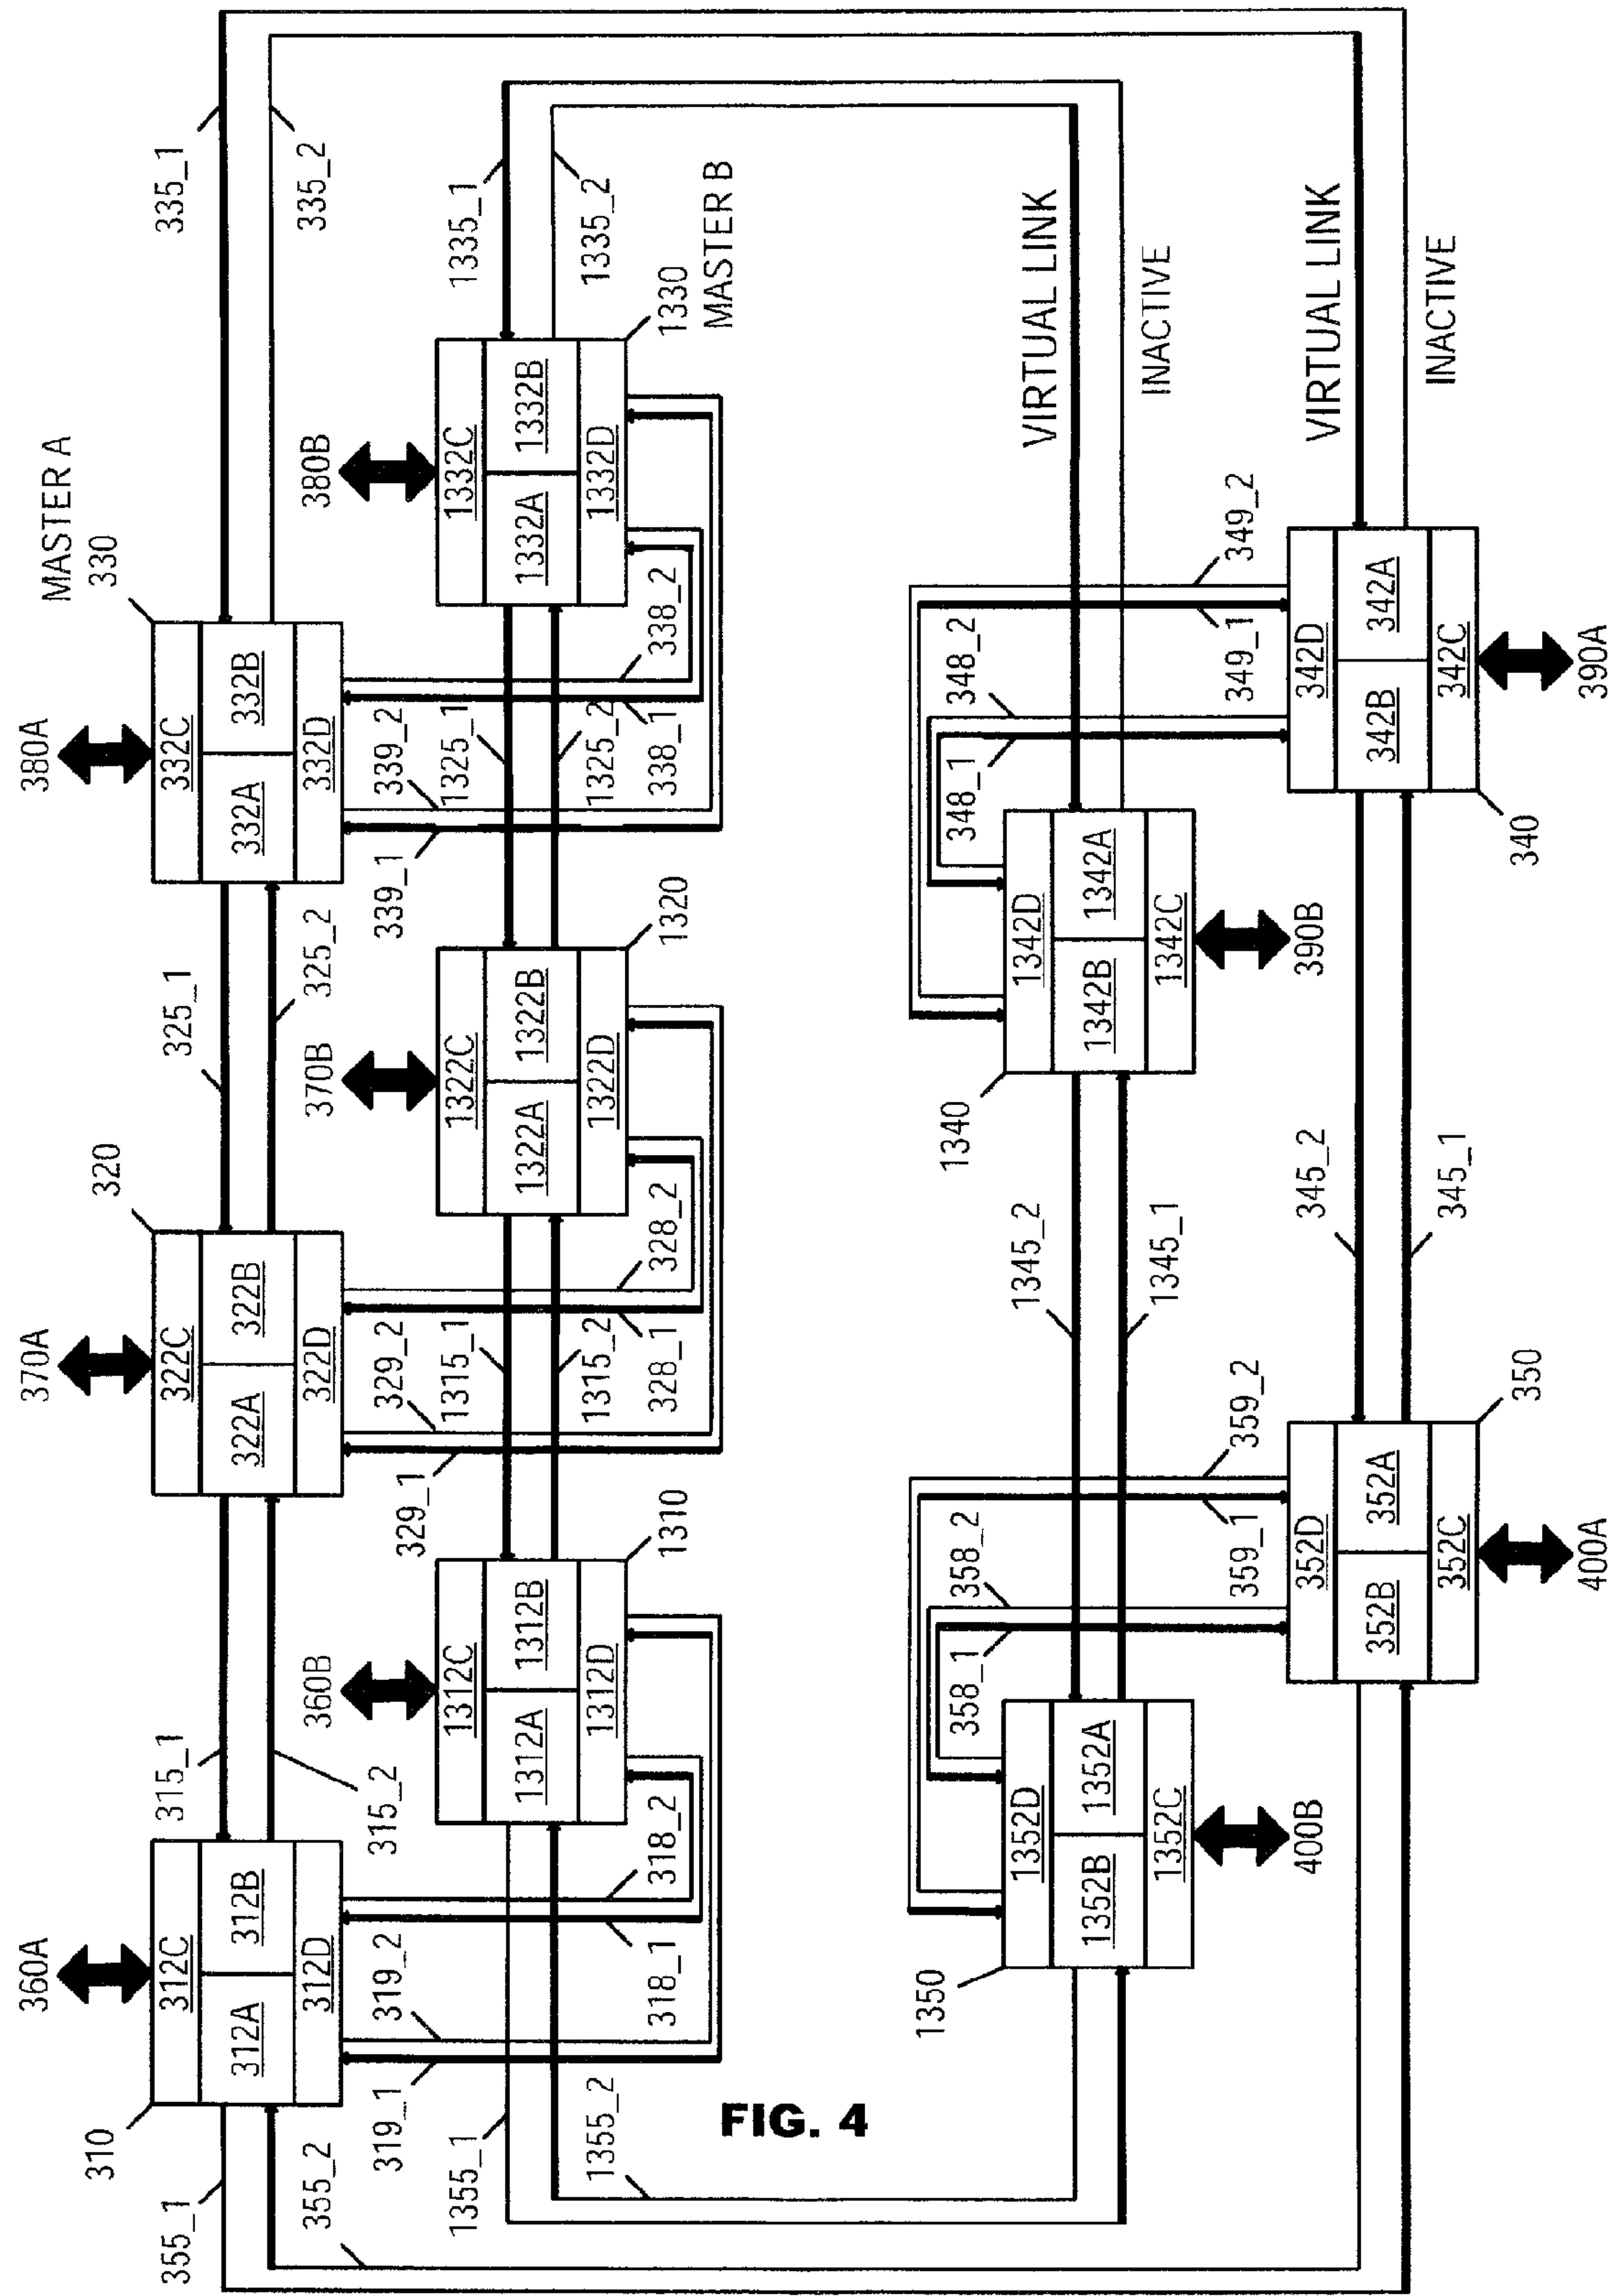 335_1
335_2
MASTER A
330
380A
332C
332B
332A
332D
325_1
325_2
320
370A
322C
322B
322A
322D
315_1
315_2
360A
312C
312B
312A
312D
310
355_1
355_2
1335_1
1335_2
1330
MASTER B
380B
1332C
1332B
1332A
1332D
338_2
338_1
339_2
339_1
1325_1
1325_2
1320
370B
1322C
1322B
1322A
1322D
328_2
328_1
329_2
329_1
1315_1
1315_2
1310
360B
1312C
1312B
1312A
1312D
318_2
318_1
319_2
319_1
1355_1
1355_2
FIG. 4
VIRTUAL LINK
INACTIVE
348_2
348_1
349_2
349_1
1342D
1342A
1342B
1342C
390B
1340
1345_2
1345_1
358_2
358_1
359_2
359_1
1352D
1352A
1352B
1352C
400B
1350
VIRTUAL LINK
INACTIVE
342D
342A
342B
342C
390A
340
345_2
345_1
350
352D
352A
352B
352C
400A